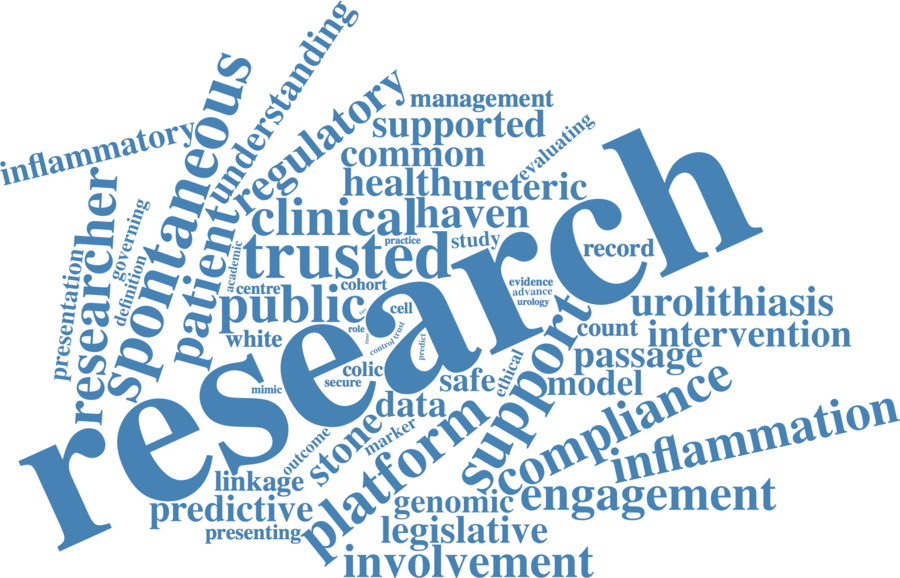 understanding
spontaneous
regulatory
management
supported
inflammatory
evaluating
common
health
ureteric
research
researcher
governing
patient
clinical
haven
trusted
practice
study
record
academic
presentation
definition
centre
cohort
evidence
advance
urology
public
cell
urolithiasis
role
count
intervention
white
control
trust
predict
passage
colic
secure
mimic
safe
ethical
model
support
compliance
data
stone
marker
outcome
platform
inflammation
linkage
genomic
engagement
predictive
presenting
legislative
involvement